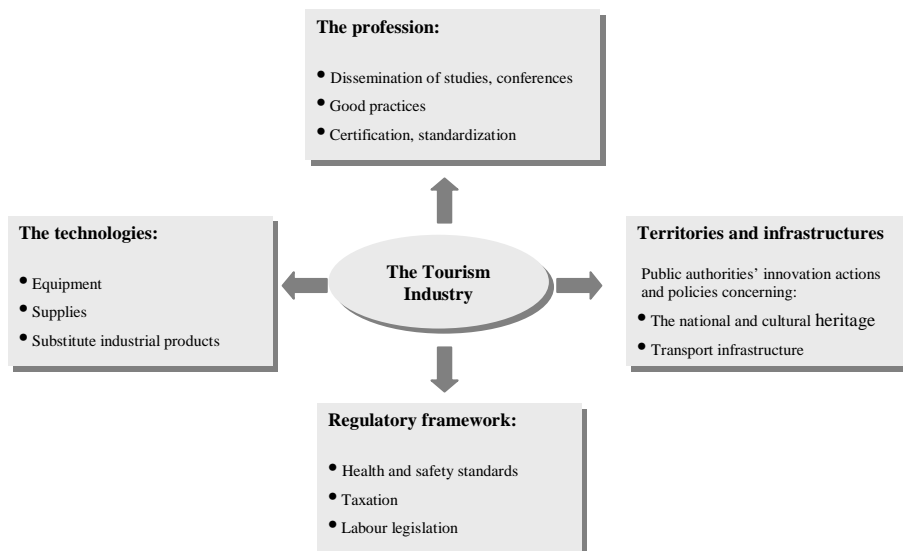 The profession:
• Dissemination of studies, conferences
• Good practices
• Certification, standardization
The technologies:
• Equipment
• Supplies
• Substitute industrial products
The Tourism
Industry
Territories and infrastructures
Public authorities’ innovation actions
and policies concerning:
• The national and cultural heritage
• Transport infrastructure
Regulatory framework:
• Health and safety standards
• Taxation
• Labour legislation